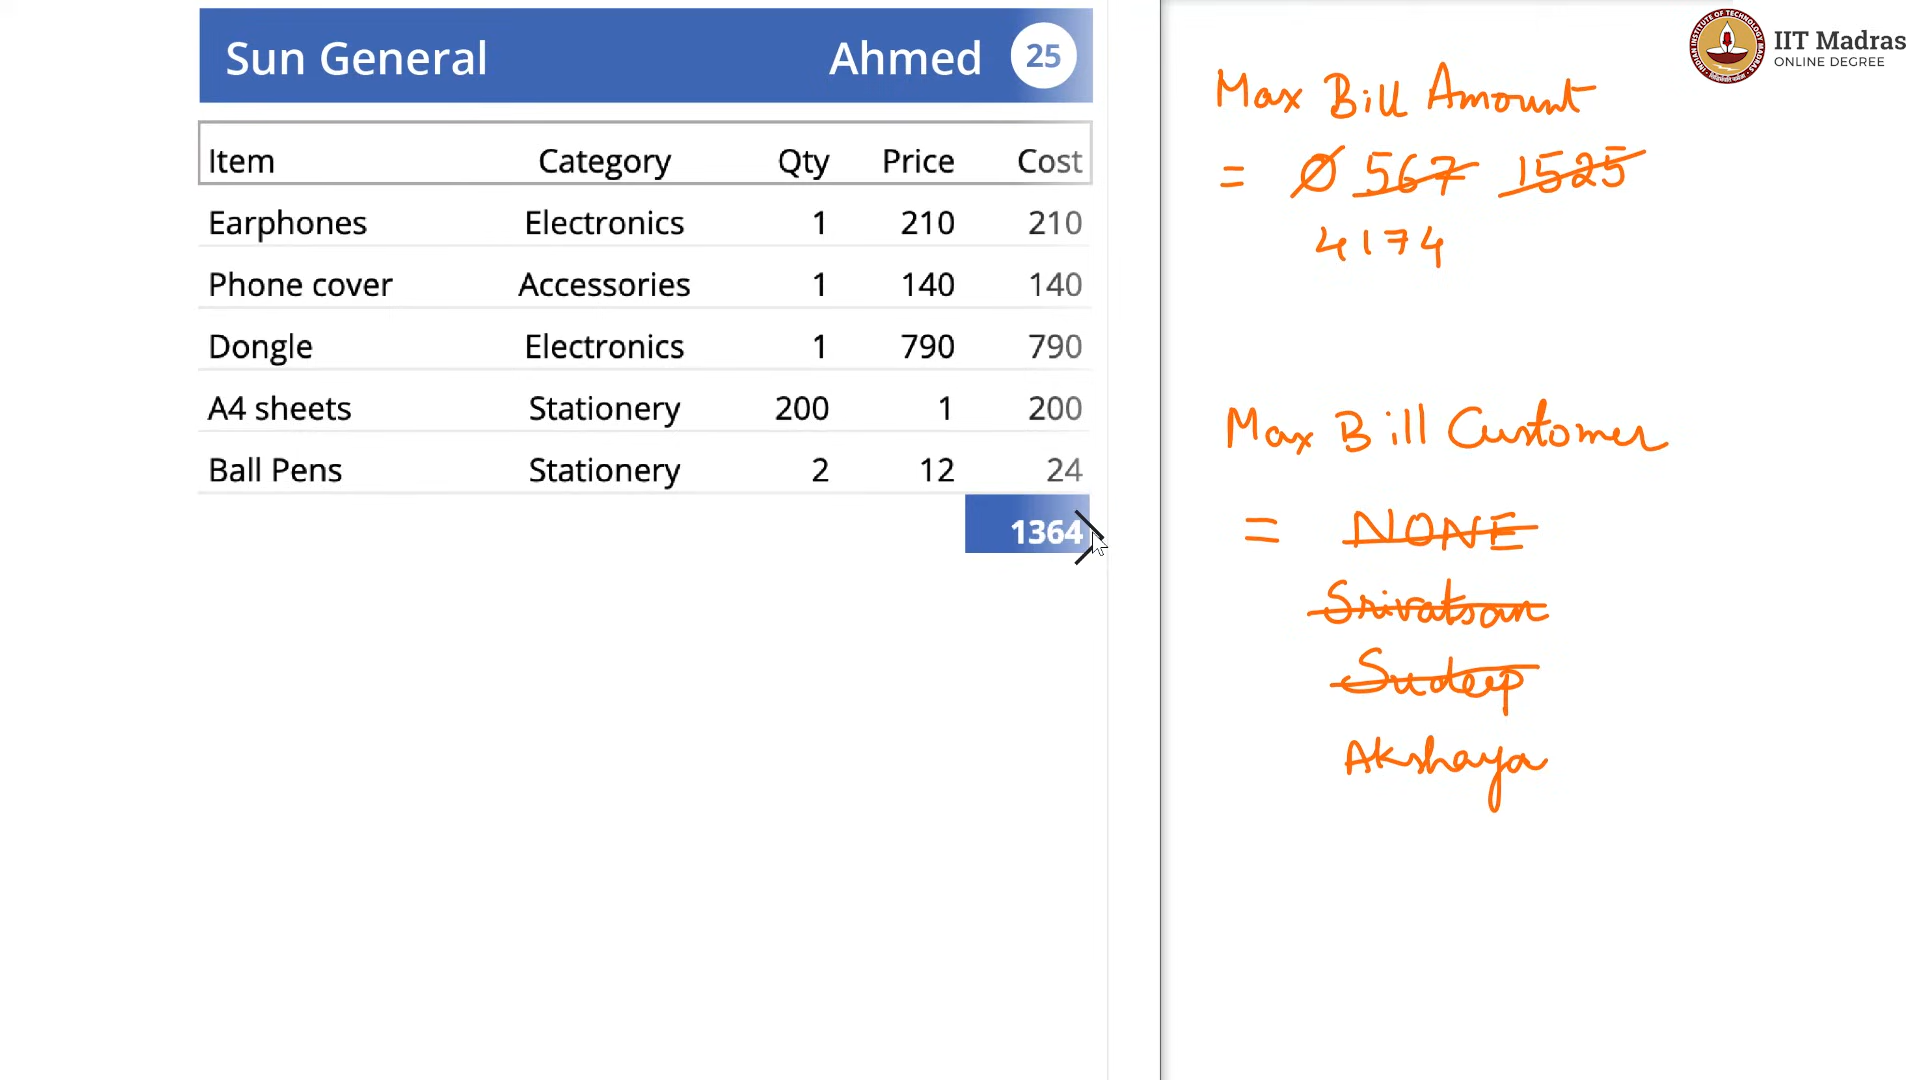 Sun General Ahmed 25
Item Category Qty Price Cost
Earphones Electronics 1 210 210
Phone cover Accessories 1 140 140
Dongle Electronics 1 790 790
A4 sheets Stationery 200 1 200
Ball Pens Stationery 2 12 24
1364
IIT Madras
ONLINE DEGREE
Max Bill Amount
= 0 567 1525
4174
Max Bill Customer
= NONE
Srivatsan
Sudeep
Akshaya